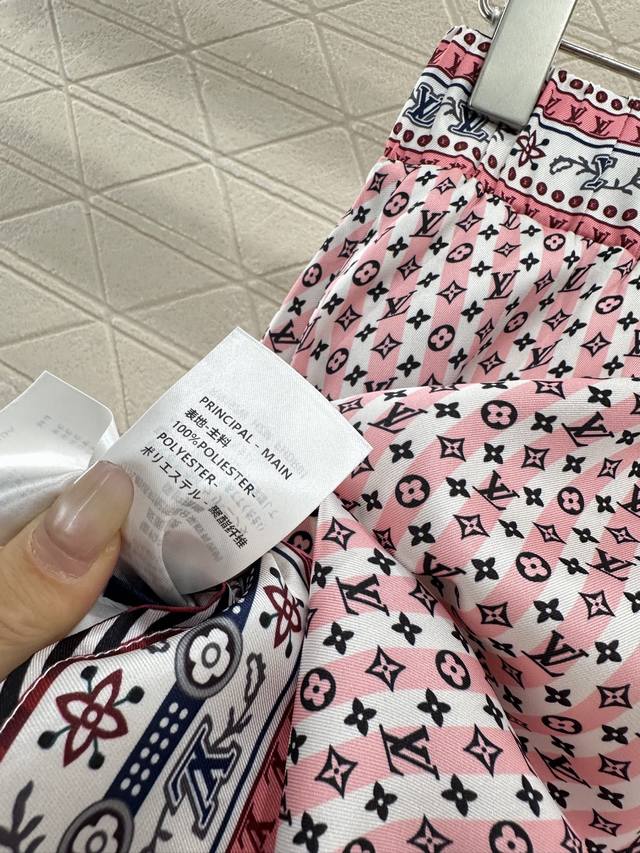 PRINCIPAL - MAIN
表地-主料
100%POLIESTER-
POLYESTER-
ポリエステル - 聚酯纤维